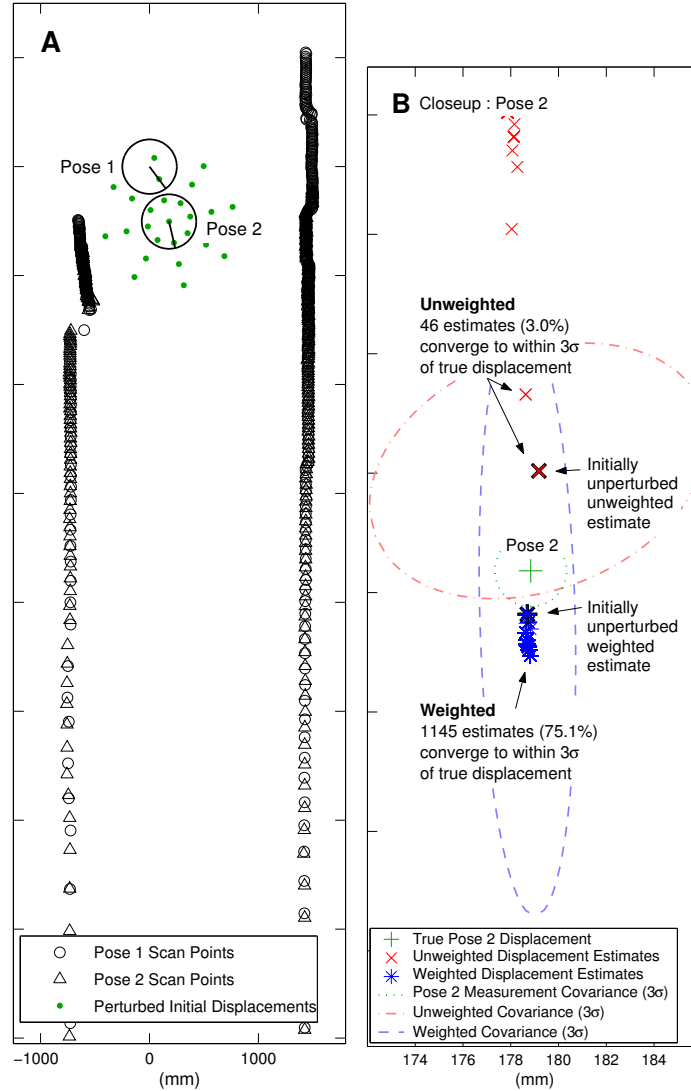 A
Pose 1
Pose 2
Pose 1 Scan Points
Pose 2 Scan Points
Perturbed Initial Displacements
−1000 0 1000
(mm)
B Closeup : Pose 2
Unweighted
46 estimates (3.0%)
converge to within 3σ
of true displacement
Initially
unperturbed
unweighted
estimate
Pose 2
Initially
unperturbed
weighted
estimate
Weighted
1145 estimates (75.1%)
converge to within 3σ
of true displacement
True Pose 2 Displacement
Unweighted Displacement Estimates
Weighted Displacement Estimates
Pose 2 Measurement Covariance (3σ)
Unweighted Covariance (3σ)
Weighted Covariance (3σ)
174 176 178 180 182 184
(mm)